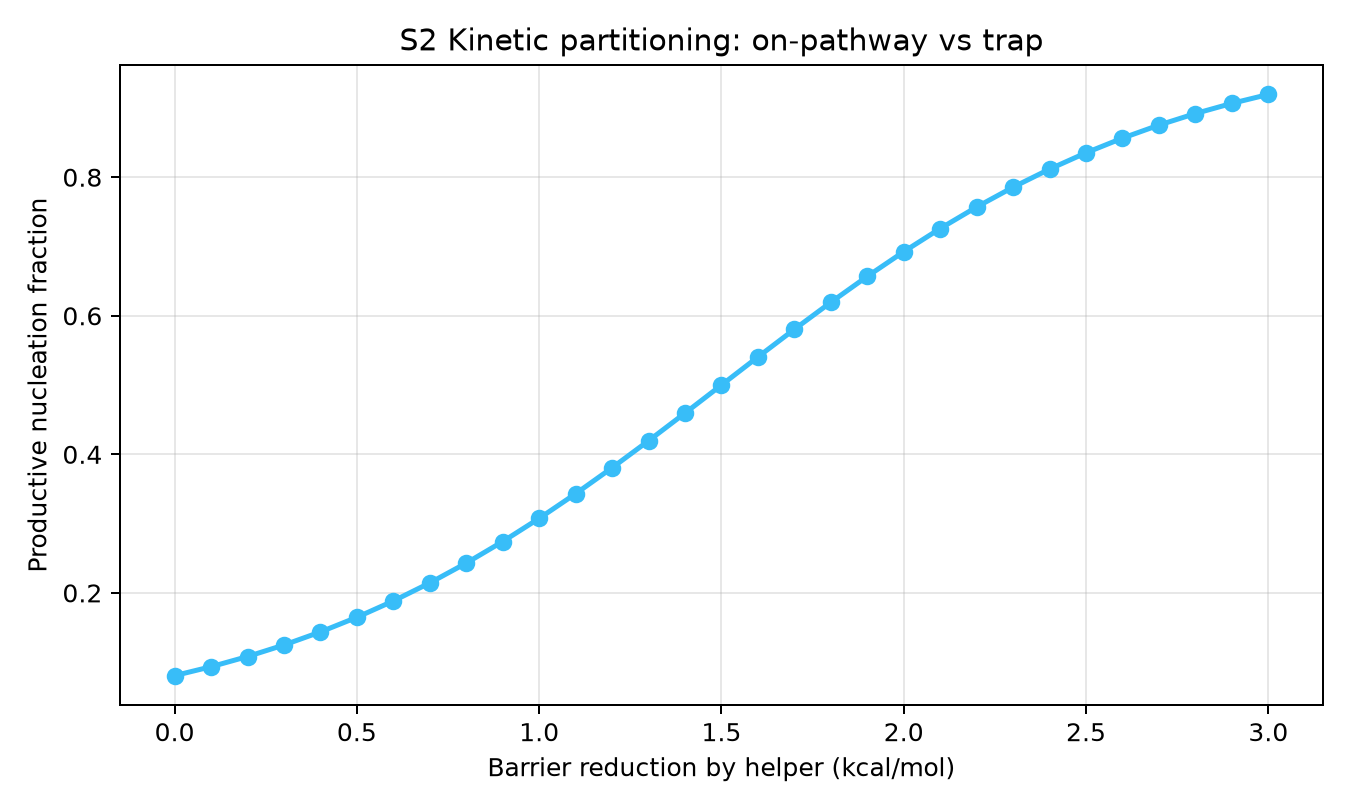 S2 Kinetic partitioning: on-pathway vs trap
Productive nucleation fraction
0.8
0.6
0.4
0.2
0.0 0.5 1.0 1.5 2.0 2.5 3.0
Barrier reduction by helper (kcal/mol)